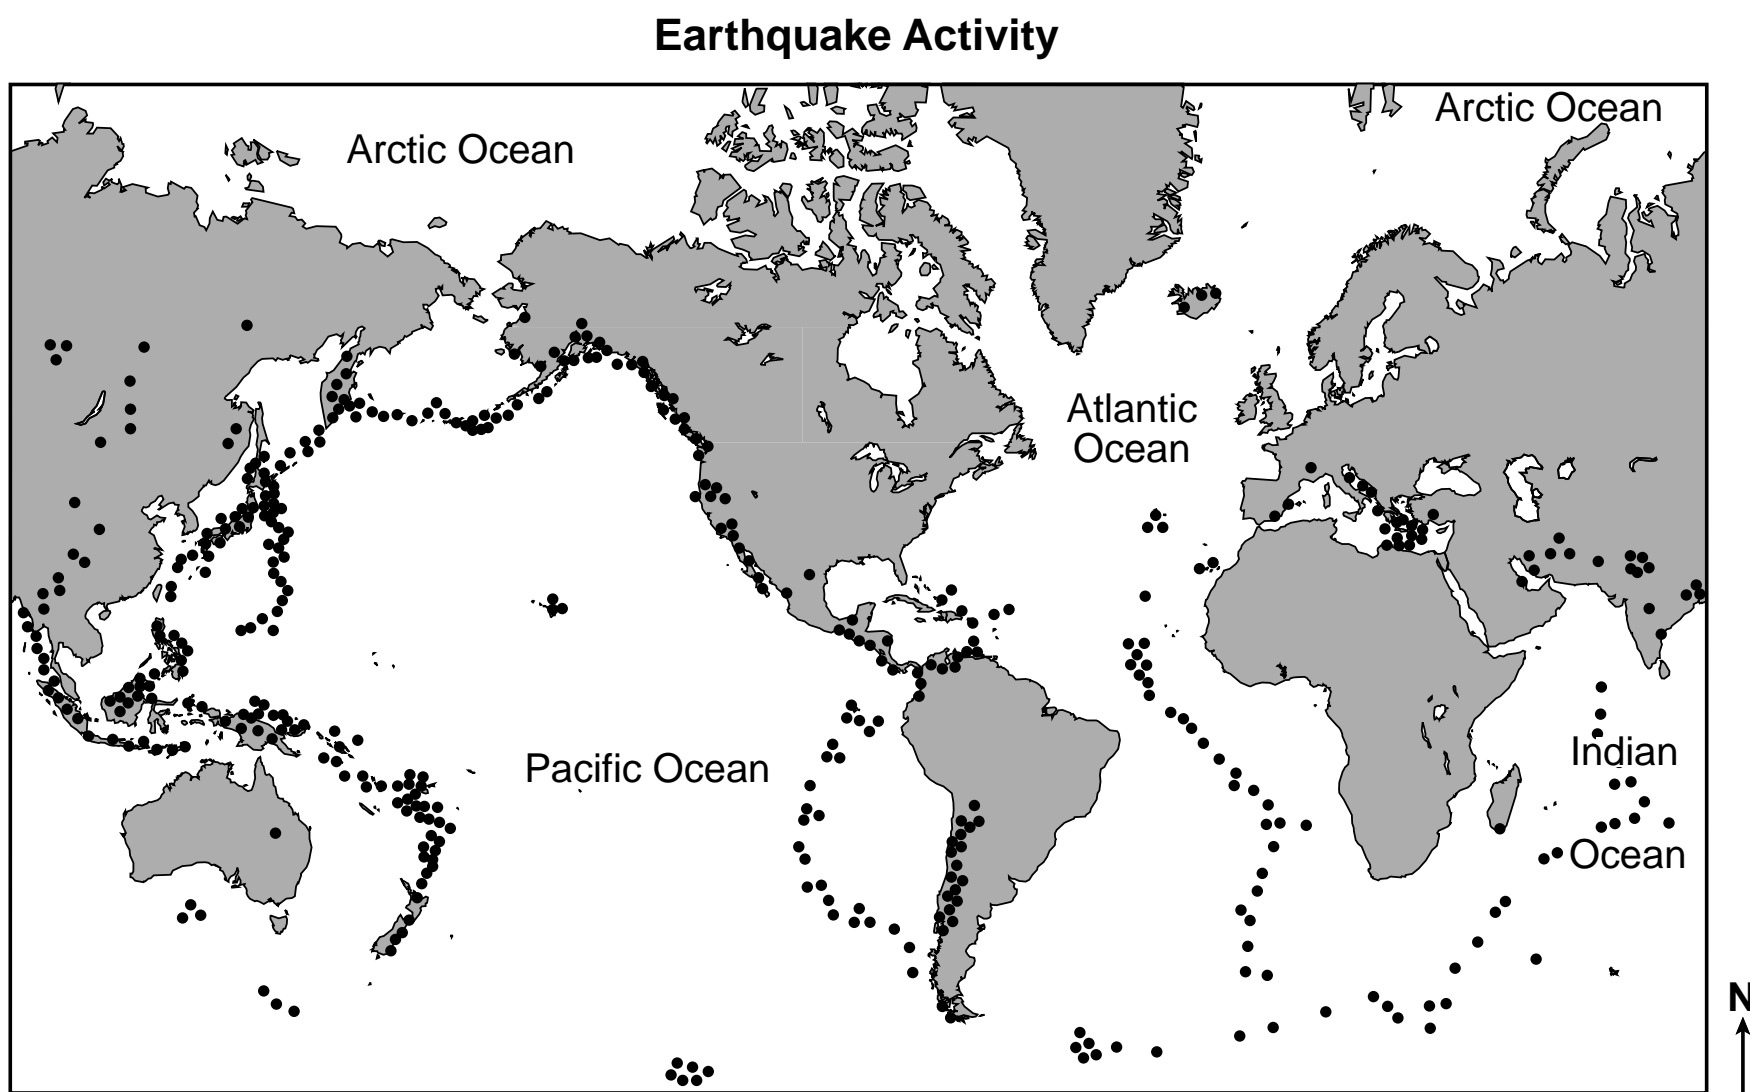 Earthquake Activity
Arctic Ocean
Arctic Ocean
Atlantic
Ocean
Pacific Ocean
Indian
Ocean
N